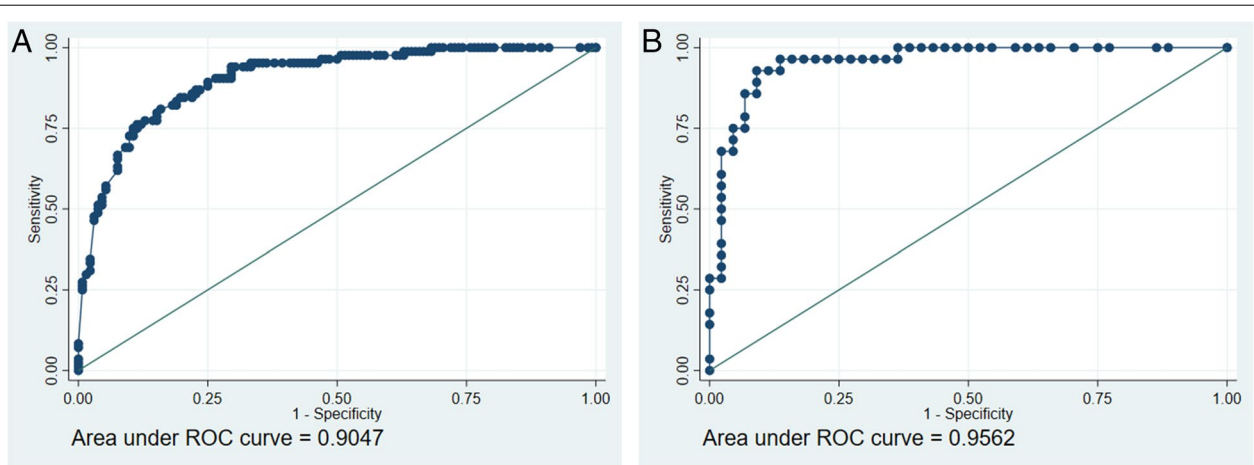 A
1.00
0.75
0.50
0.25
0.00
Sensitivity
0.00 0.25 0.50 0.75 1.00
1 - Specificity
Area under ROC curve = 0.9047
B
1.00
0.75
0.50
0.25
0.00
Sensitivity
0.00 0.25 0.50 0.75 1.00
1 - Specificity
Area under ROC curve = 0.9562